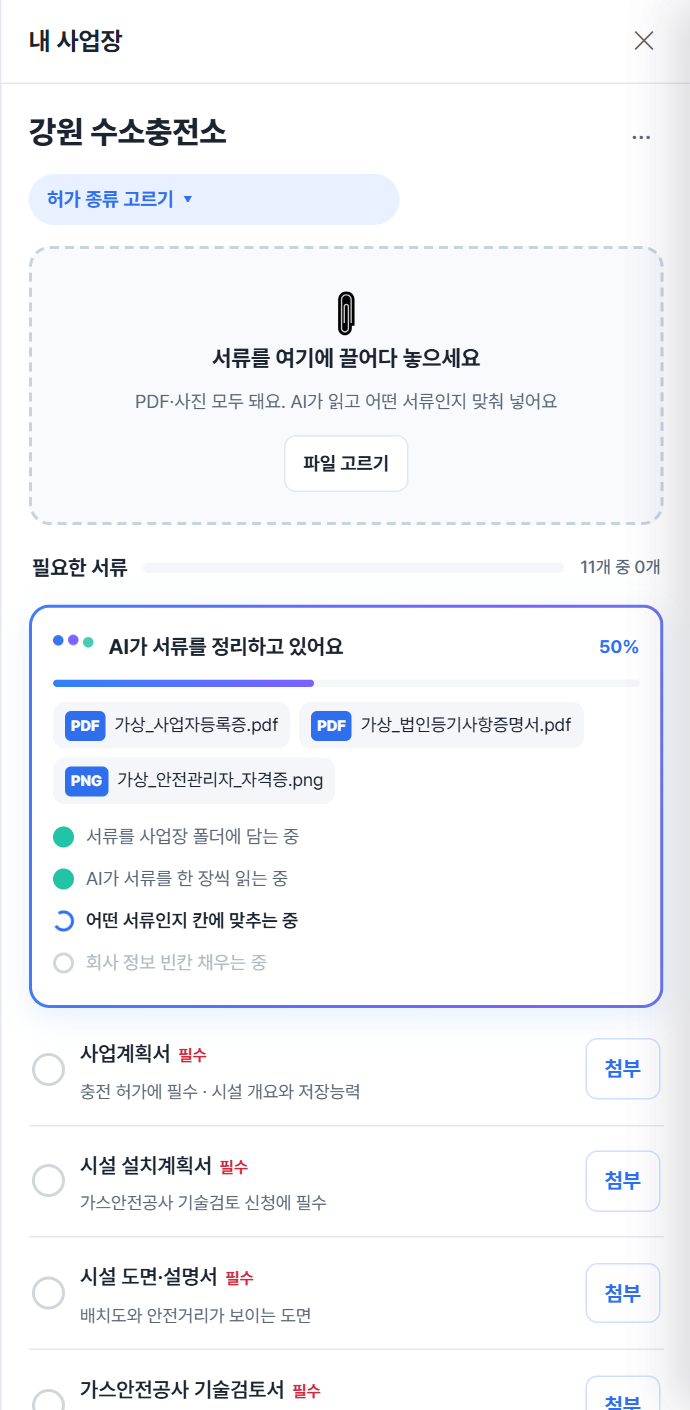 내 사업장
강원 수소충전소
...
허가 종류 고르기 ▼
서류를 여기에 끌어다 놓으세요
PDF·사진 모두 돼요. AI가 읽고 어떤 서류인지 맞춰 넣어요
파일 고르기
필요한 서류 11개 중 0개
AI가 서류를 정리하고 있어요 50%
PDF 가상_사업자등록증.pdf PDF 가상_법인등기사항증명서.pdf
PNG 가상_안전관리자_자격증.png
서류를 사업장 폴더에 담는 중
AI가 서류를 한 장씩 읽는 중
어떤 서류인지 칸에 맞추는 중
회사 정보 빈칸 채우는 중
사업계획서 필수
첨부
충전 허가에 필수 · 시설 개요와 저장능력
시설 설치계획서 필수
첨부
가스안전공사 기술검토 신청에 필수
시설 도면·설명서 필수
첨부
배치도와 안전거리가 보이는 도면
가스안전공사 기술검토서 필수
첨부